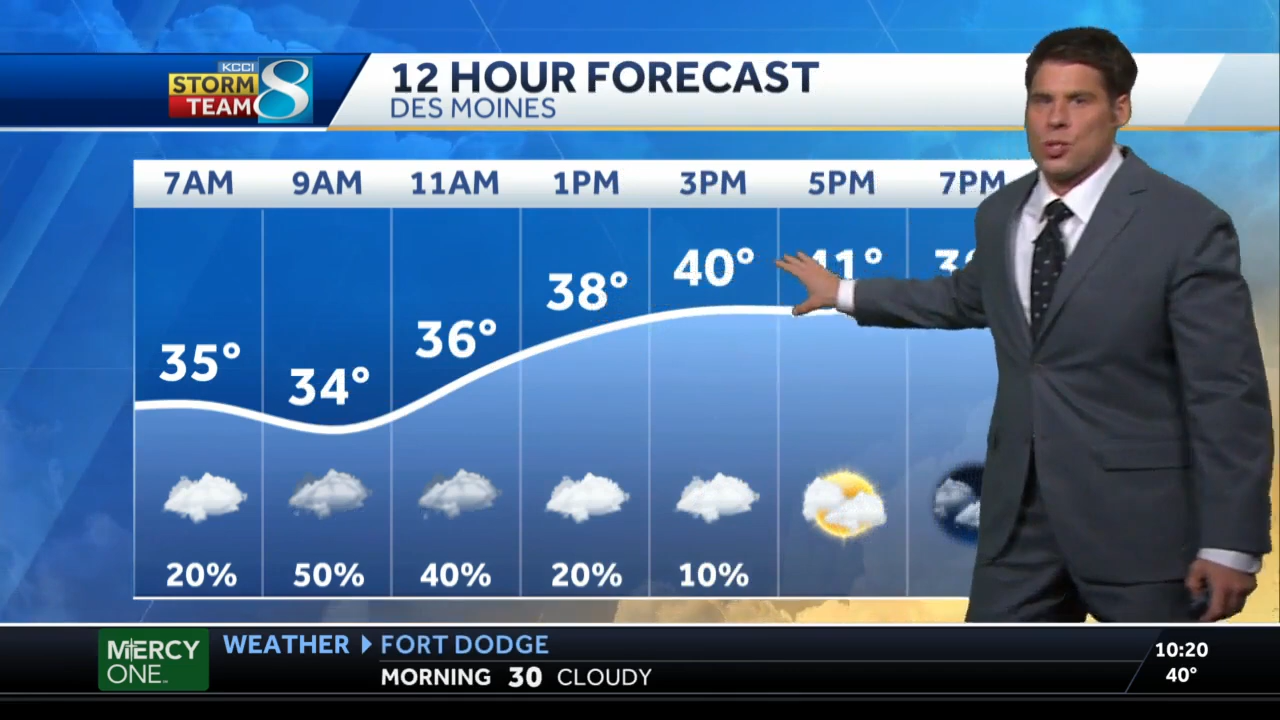 KCCI
STORM TEAM 8
12 HOUR FORECAST
DES MOINES
7AM 9AM 11AM 1PM 3PM 5PM 7PM
35° 34° 36° 38° 40° 41°
20% 50% 40% 20% 10%
MERCY ONE
WEATHER FORT DODGE
MORNING 30 CLOUDY
10:20
40°